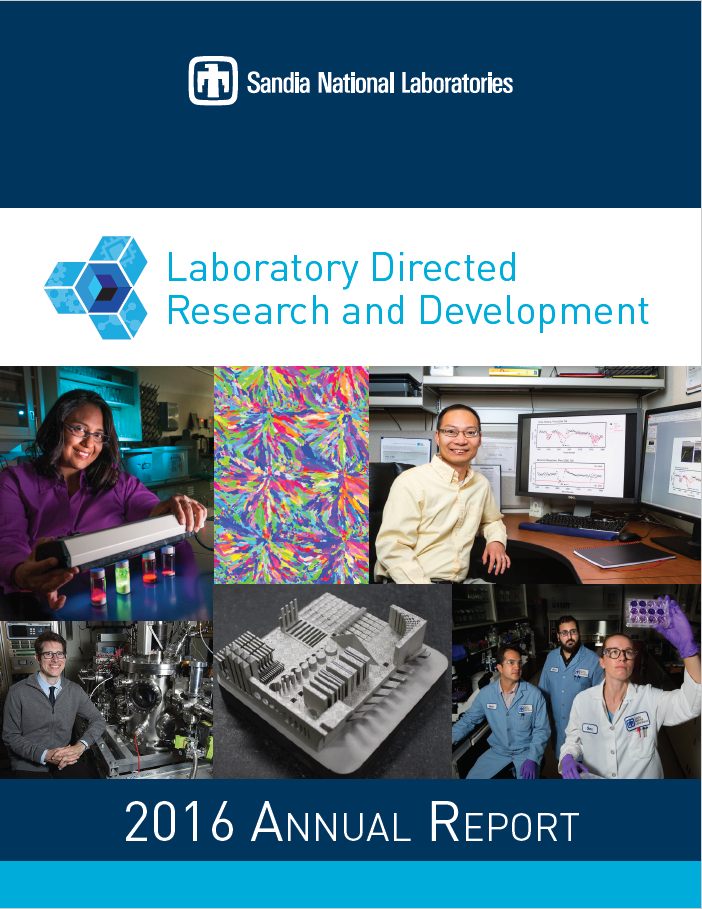 Sandia National Laboratories
Laboratory Directed
Research and Development
2016 ANNUAL REPORT